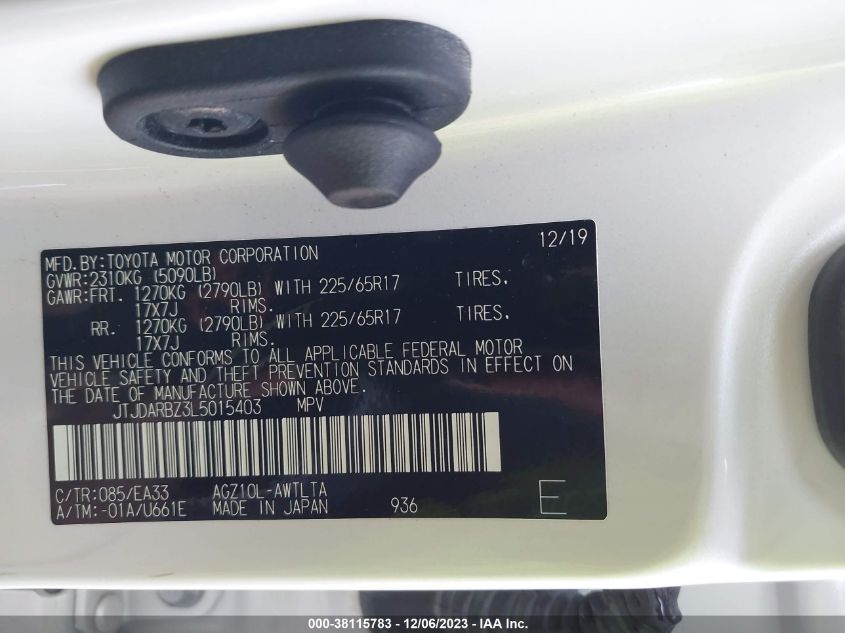 MFD.BY:TOYOTA MOTOR CORPORATION 12/19
GVWR:2310KG (5090LB)
GAWR:FRT. 1270KG (2790LB) WITH 225/65R17 TIRES.
17X7J RIMS.
RR. 1270KG (2790LB) WITH 225/65R17 TIRES.
17X7J RIMS.
THIS VEHICLE CONFORMS TO ALL APPLICABLE FEDERAL MOTOR
VEHICLE SAFETY AND THEFT PREVENTION STANDARDS IN EFFECT ON
THE DATE OF MANUFACTURE SHOWN ABOVE.
JTJDARBZ3L5015403 MPV
C/TR:085/EA33 AGZ10L-AWTLTA
A/TM:-01A/U661E MADE IN JAPAN 936 E
000-38115783 - 12/06/2023 - IAA Inc.